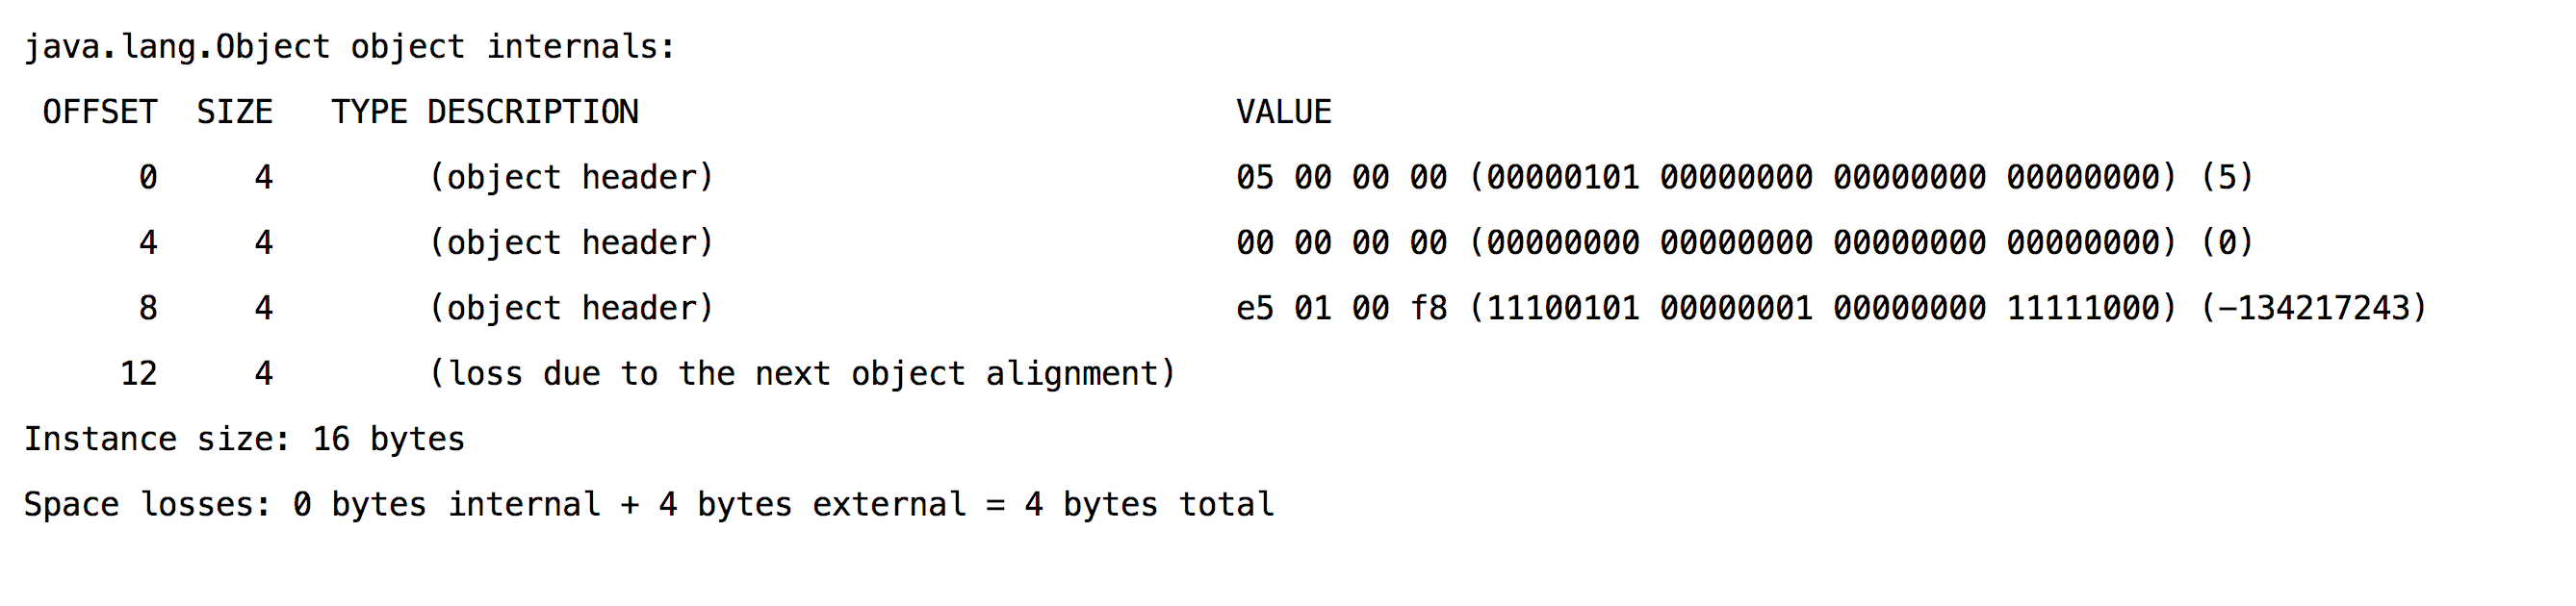 java.lang.Object object internals:
OFFSET  SIZE   TYPE DESCRIPTION                               VALUE
0     4        (object header)                           05 00 00 00 (00000101 00000000 00000000 00000000) (5)
4     4        (object header)                           00 00 00 00 (00000000 00000000 00000000 00000000) (0)
8     4        (object header)                           e5 01 00 f8 (11100101 00000001 00000000 11111000) (-134217243)
12     4        (loss due to the next object alignment)
Instance size: 16 bytes
Space losses: 0 bytes internal + 4 bytes external = 4 bytes total